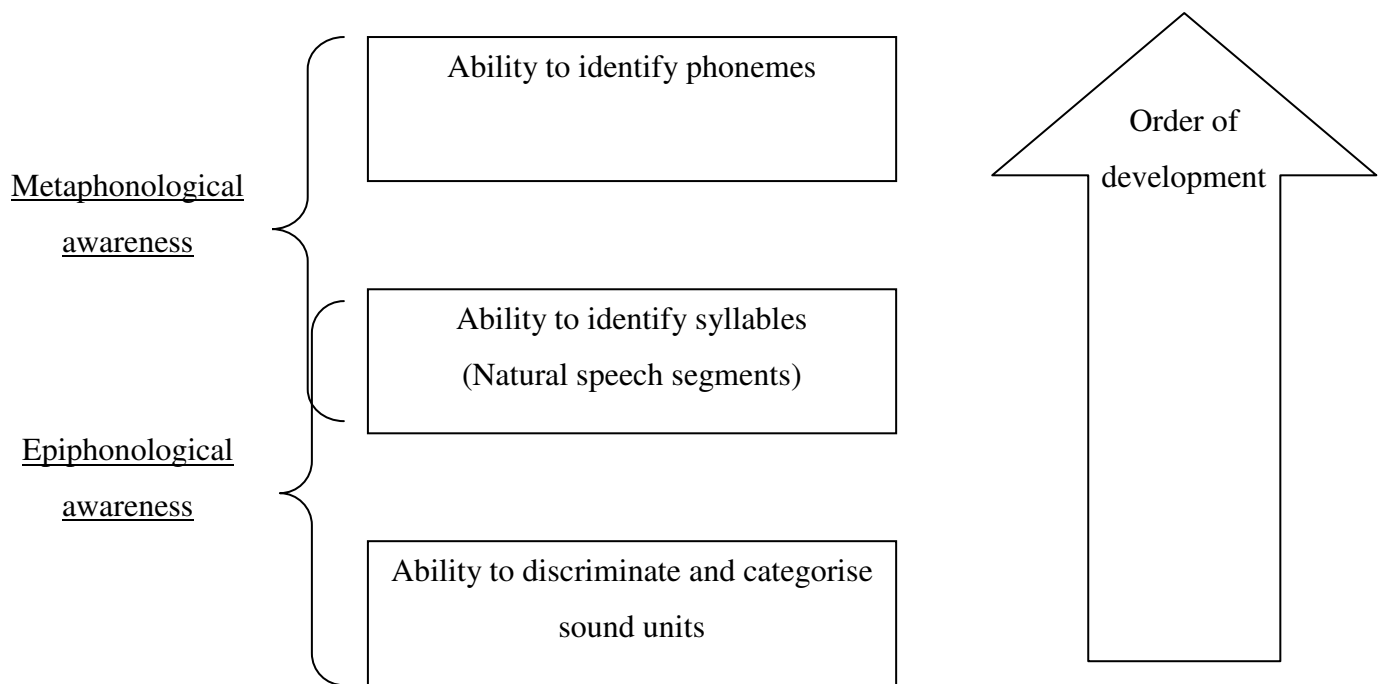 Ability to identify phonemes
Order of
development
Metaphonological
awareness
Ability to identify syllables
(Natural speech segments)
Epiphonological
awareness
Ability to discriminate and categorise
sound units